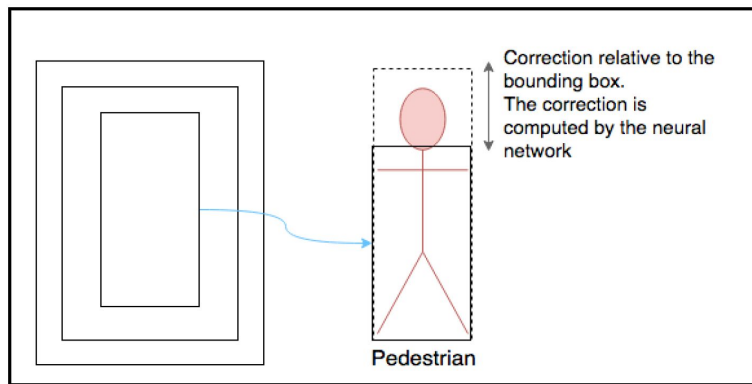 Correction relative to the
bounding box.
The correction is
computed by the neural
network
Pedestrian